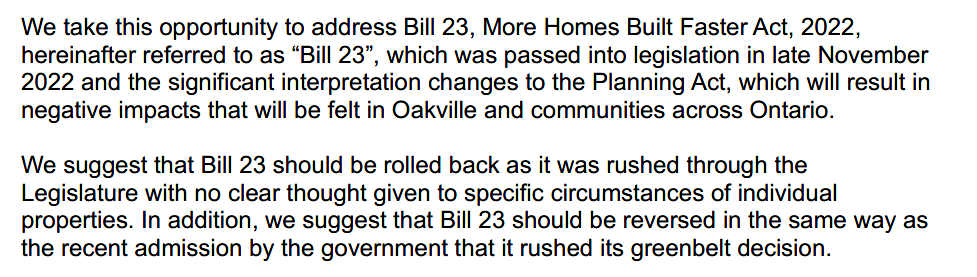 We take this opportunity to address Bill 23, More Homes Built Faster Act, 2022,
hereinafter referred to as “Bill 23”, which was passed into legislation in late November
2022 and the significant interpretation changes to the Planning Act, which will result in
negative impacts that will be felt in Oakville and communities across Ontario.
We suggest that Bill 23 should be rolled back as it was rushed through the
Legislature with no clear thought given to specific circumstances of individual
properties. In addition, we suggest that Bill 23 should be reversed in the same way as
the recent admission by the government that it rushed its greenbelt decision.